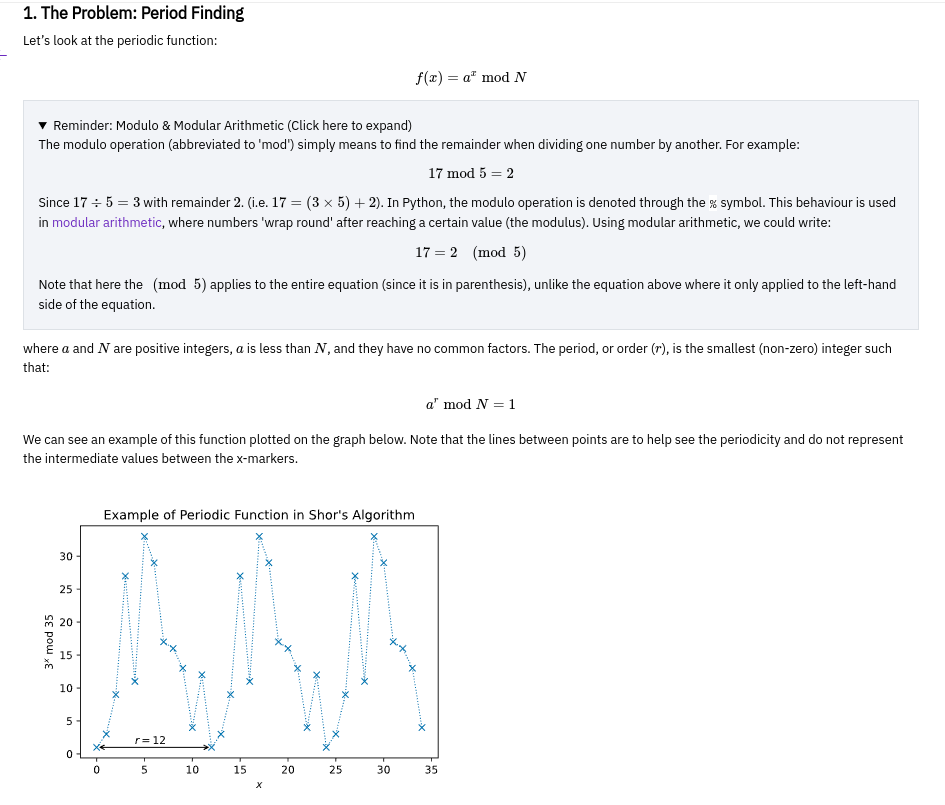 1. The Problem: Period Finding
Let's look at the periodic function:
f(x) = aˣ mod N
▼ Reminder: Modulo & Modular Arithmetic (Click here to expand)
The modulo operation (abbreviated to 'mod') simply means to find the remainder when dividing one number by another. For example:
17 mod 5 = 2
Since 17 ÷ 5 = 3 with remainder 2. (i.e. 17 = (3 × 5) + 2). In Python, the modulo operation is denoted through the % symbol. This behaviour is used
in modular arithmetic, where numbers 'wrap round' after reaching a certain value (the modulus). Using modular arithmetic, we could write:
17 = 2 (mod 5)
Note that here the (mod 5) applies to the entire equation (since it is in parenthesis), unlike the equation above where it only applied to the left-hand
side of the equation.
where a and N are positive integers, a is less than N, and they have no common factors. The period, or order (r), is the smallest (non-zero) integer such
that:
aʳ mod N = 1
We can see an example of this function plotted on the graph below. Note that the lines between points are to help see the periodicity and do not represent
the intermediate values between the x-markers.
Example of Periodic Function in Shor's Algorithm
30
25
20
15
10
5
0
3ˣ mod 35
r = 12
0 5 10 15 20 25 30 35
x